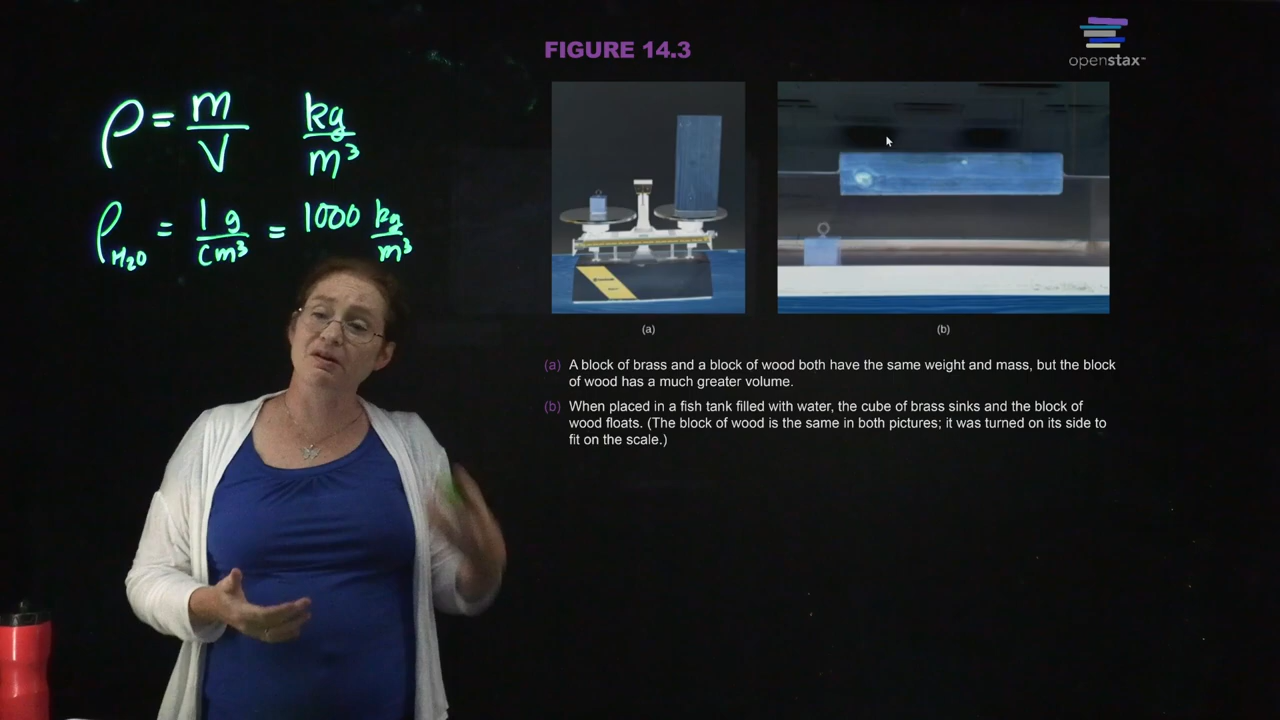 ρ = m/V kg/m³
ρH₂O = 1 g/cm³ = 1000 kg/m³
FIGURE 14.3
openstax™
(a)
(b)
(a) A block of brass and a block of wood both have the same weight and mass, but the block
of wood has a much greater volume.
(b) When placed in a fish tank filled with water, the cube of brass sinks and the block of
wood floats. (The block of wood is the same in both pictures; it was turned on its side to
fit on the scale.)